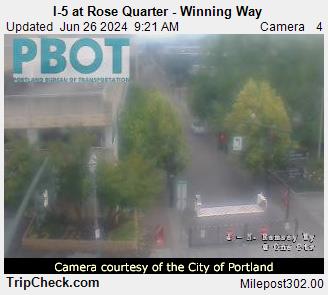 I-5 at Rose Quarter - Winning Way
Updated Jun 26 2024 9:21 AM Camera 4
PBOT
PORTLAND BUREAU OF TRANSPORTATION
Camera courtesy of the City of Portland
TripCheck.com Milepost302.00